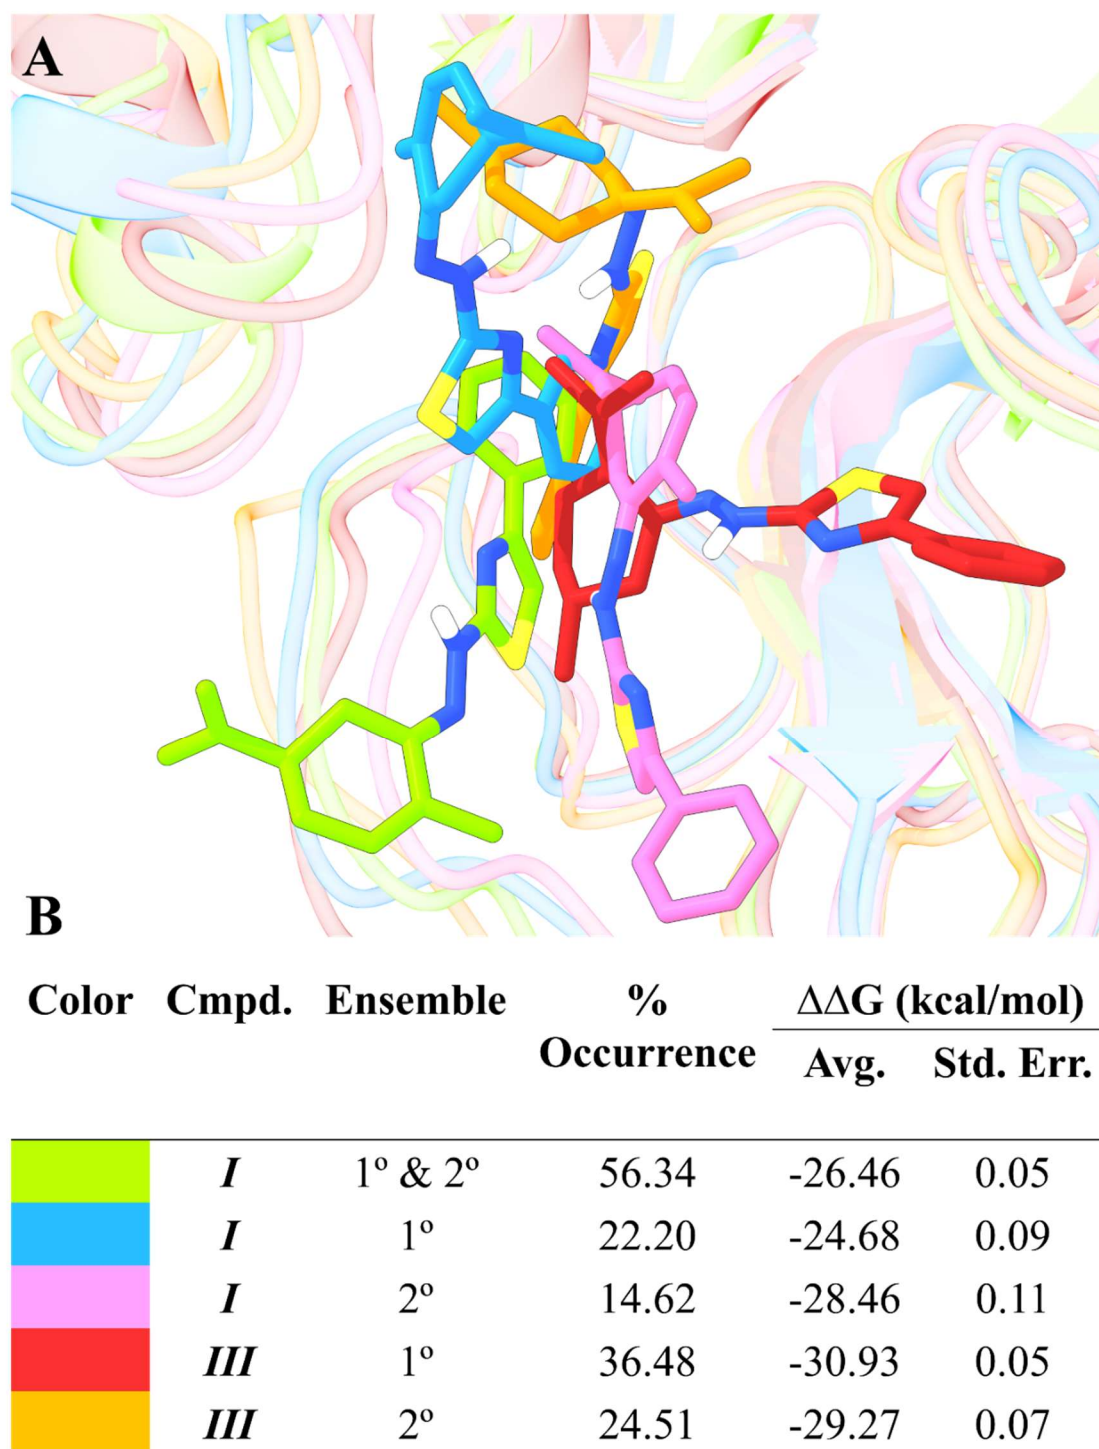 A
B
Color Cmpd. Ensemble % Occurrence ΔΔG (kcal/mol)
Avg. Std. Err.
I 1º & 2º 56.34 -26.46 0.05
I 1º 22.20 -24.68 0.09
I 2º 14.62 -28.46 0.11
III 1º 36.48 -30.93 0.05
III 2º 24.51 -29.27 0.07